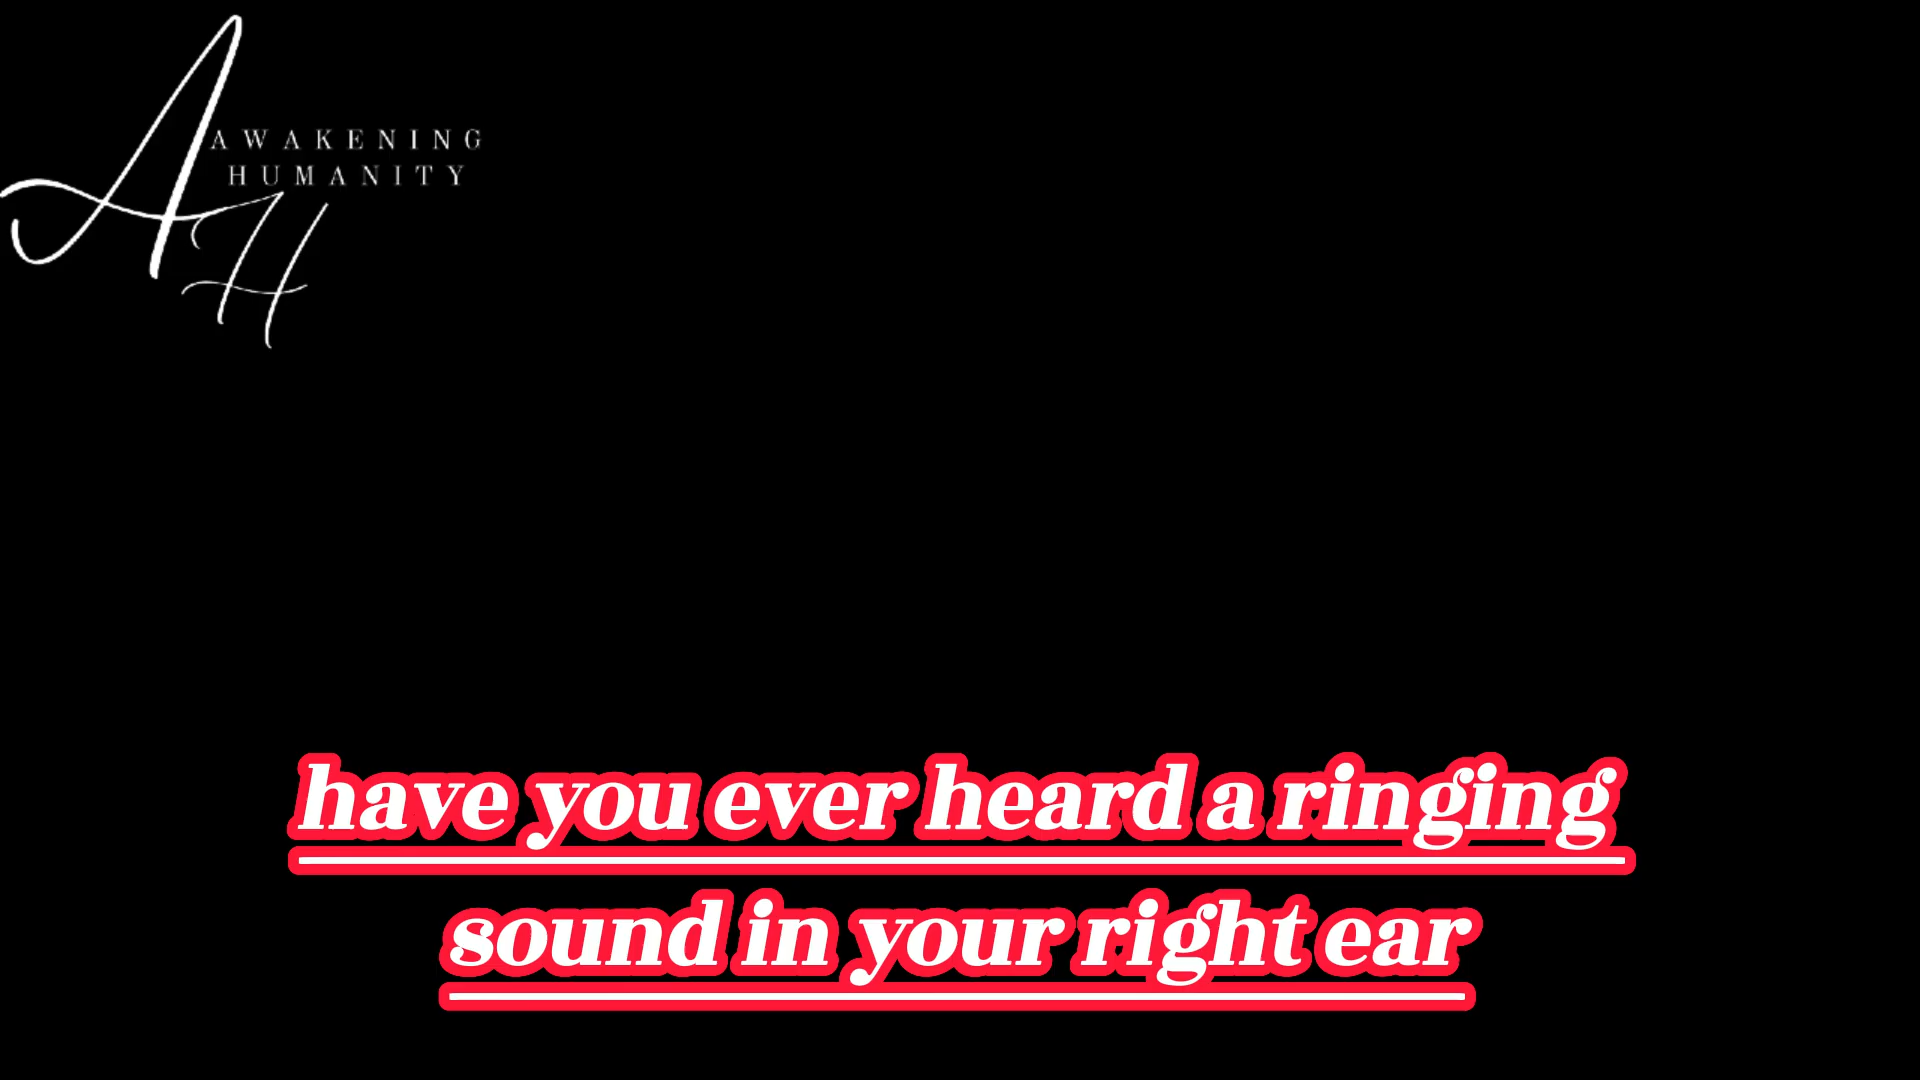 A
AWAKENING
HUMANITY
H
have you ever heard a ringing
sound in your right ear